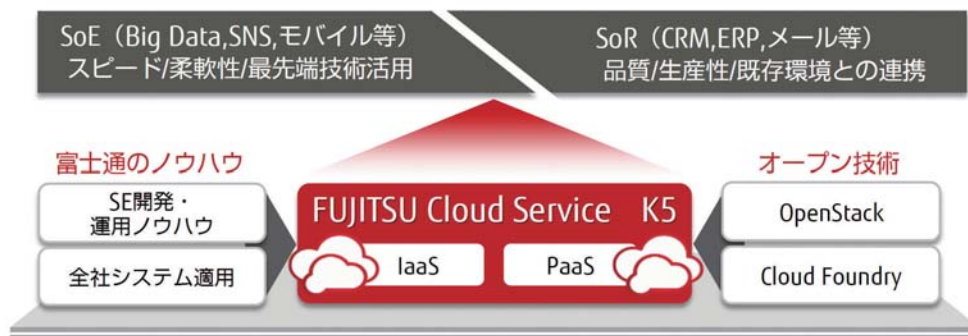 SoE（Big Data,SNS,モバイル等）
スピード/柔軟性/最先端技術活用
SoR（CRM,ERP,メール等）
品質/生産性/既存環境との連携
富士通のノウハウ
SE開発・
運用ノウハウ
全社システム適用
FUJITSU Cloud Service K5
IaaS
PaaS
オープン技術
OpenStack
Cloud Foundry